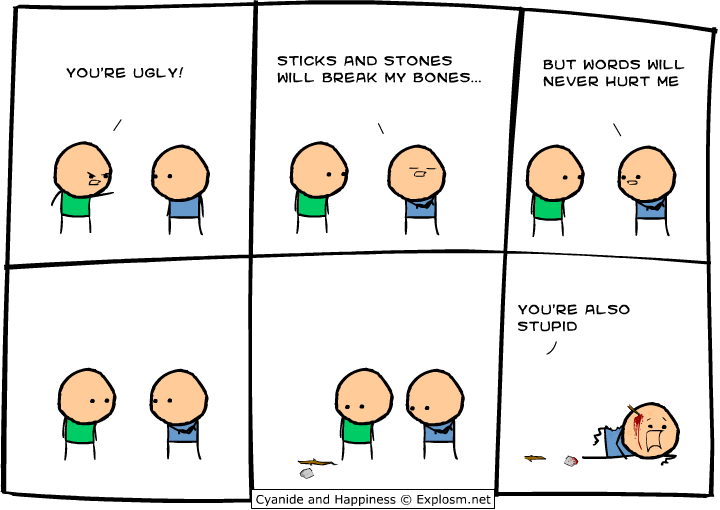 YOU'RE UGLY!
STICKS AND STONES
WILL BREAK MY BONES...
BUT WORDS WILL
NEVER HURT ME
YOU'RE ALSO
STUPID
Cyanide and Happiness © Explosm.net